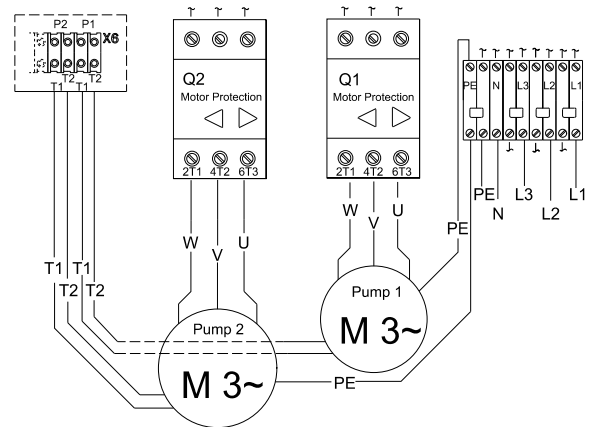 P2 P1 X6
T2 T2
T1 T1
Q2
Motor Protection
2T1 4T2 6T3
Q1
Motor Protection
2T1 4T2 6T3
PE N L3 L2 L1
PE L3 L1
N L2
W V U
W V U
PE
T1 T1
T2 T2
Pump 1
M 3~
Pump 2
M 3~
PE